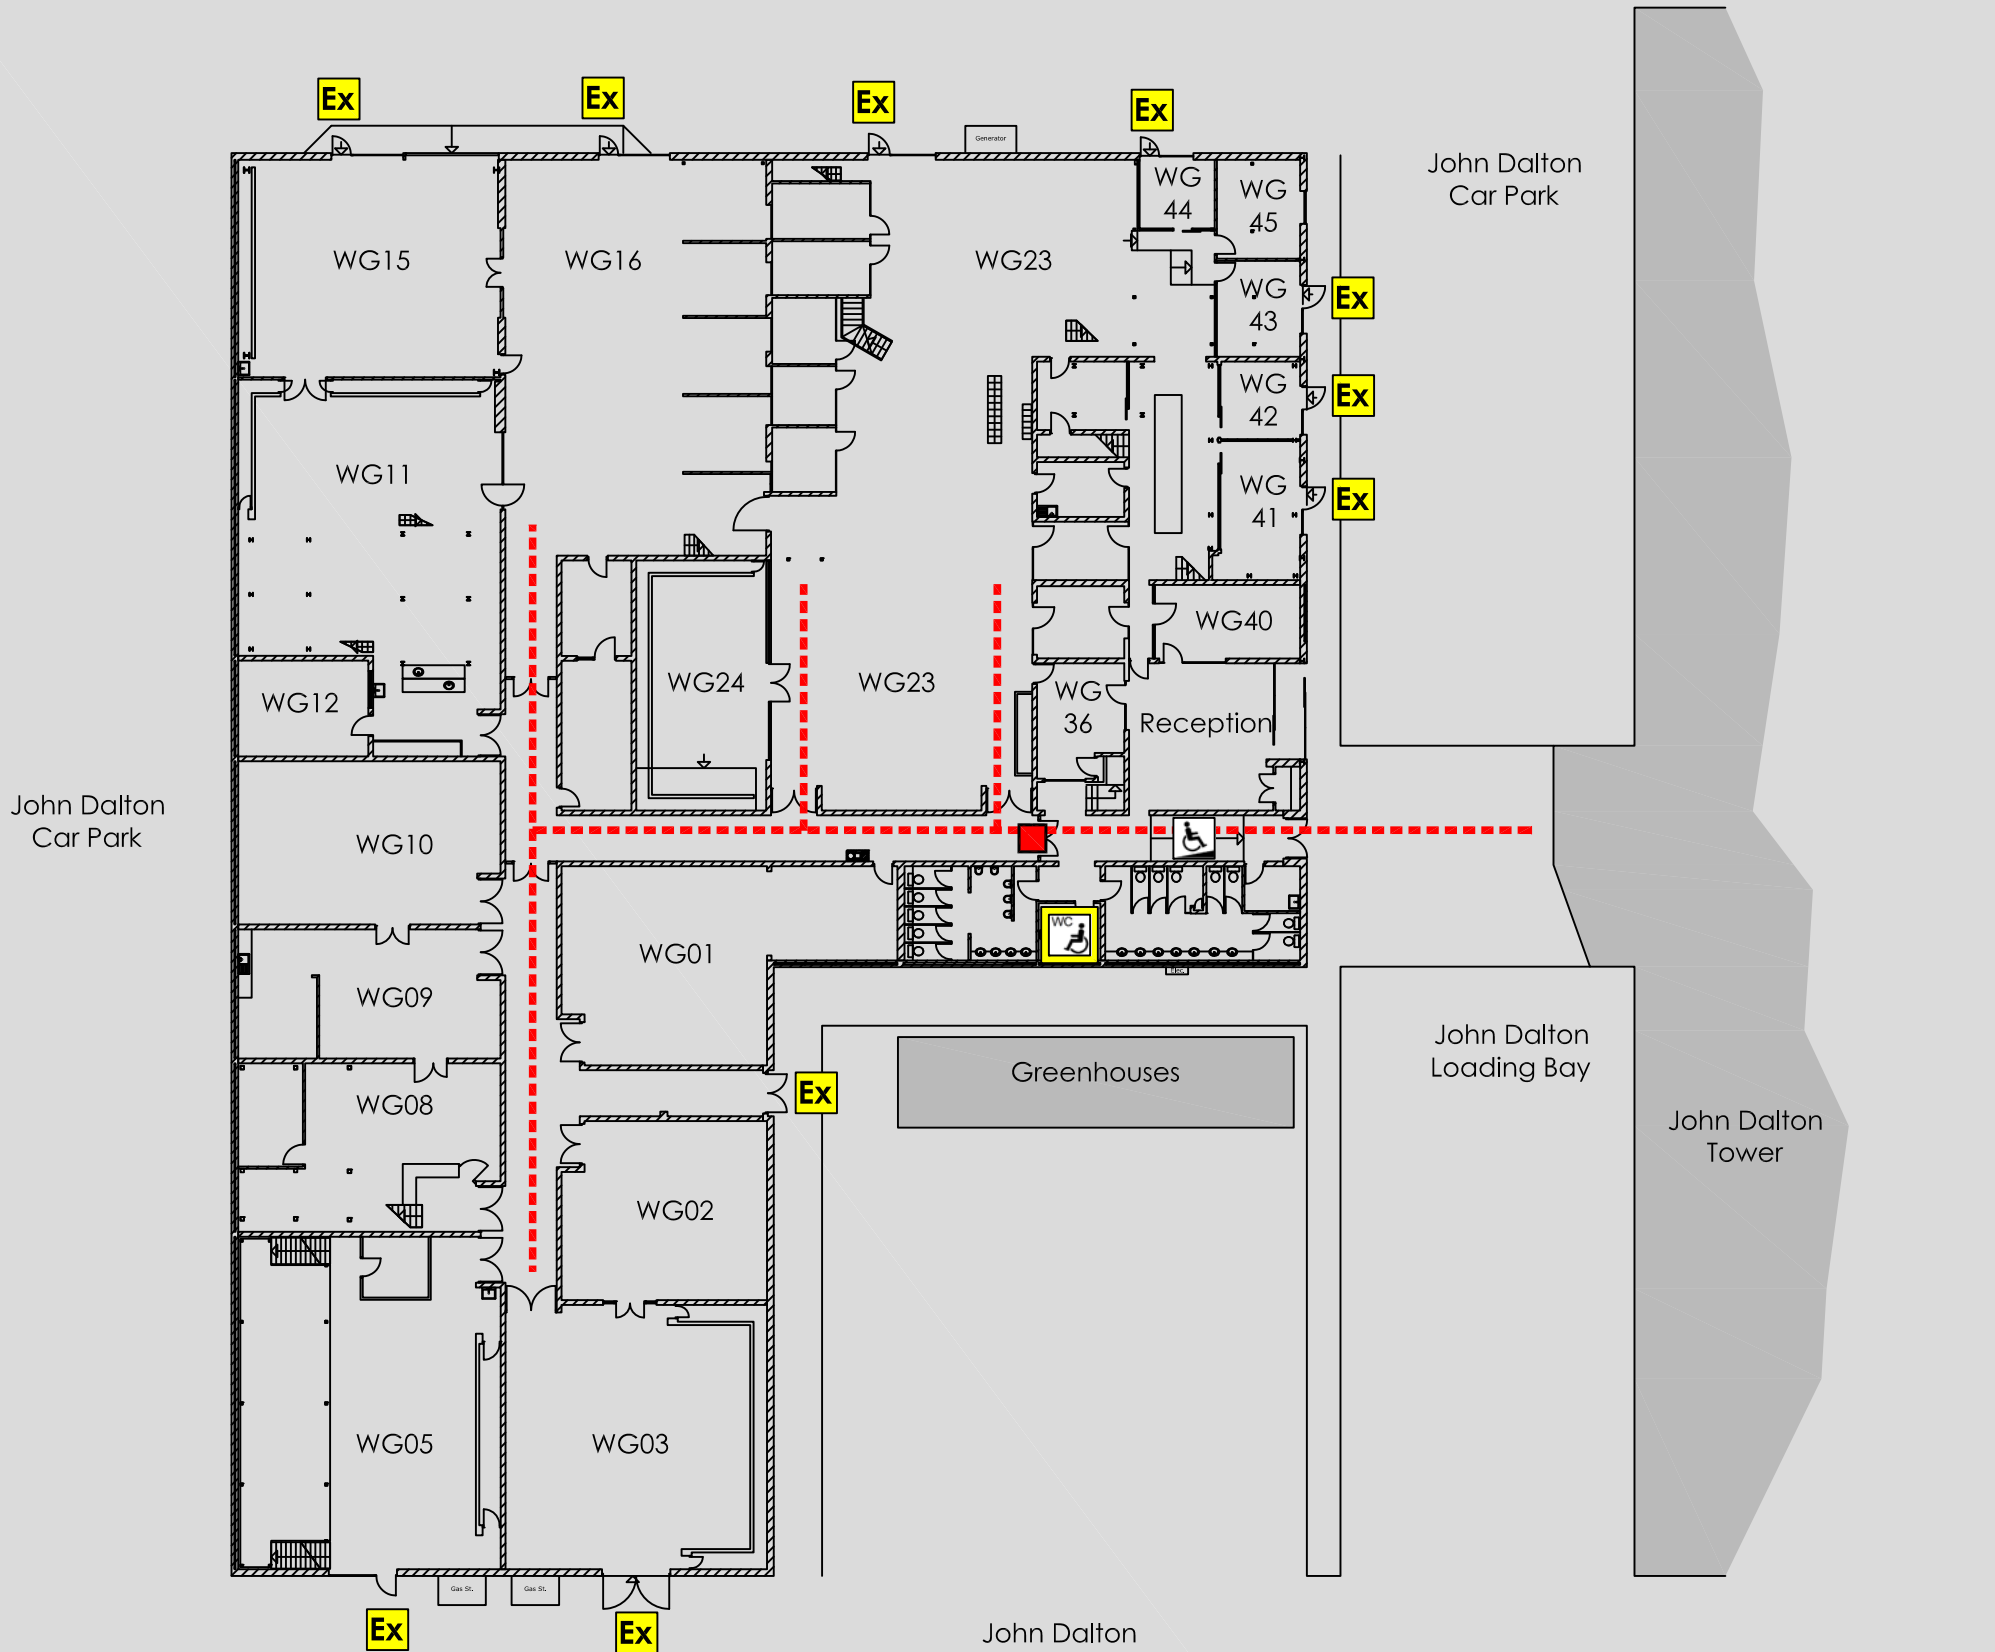 Ex
Ex
Ex
Ex
Generator
John Dalton
Car Park
WG
44
WG
45
WG15
WG16
WG23
WG
43
Ex
WG
42
Ex
WG11
WG
41
Ex
WG40
WG12
WG24
WG23
WG
36
Reception
John Dalton
Car Park
WG10
WC
WG01
WG09
Elec.
John Dalton
Loading Bay
Greenhouses
Ex
WG08
John Dalton
Tower
WG02
WG05
WG03
Gas St.
Gas St.
Ex
Ex
John Dalton